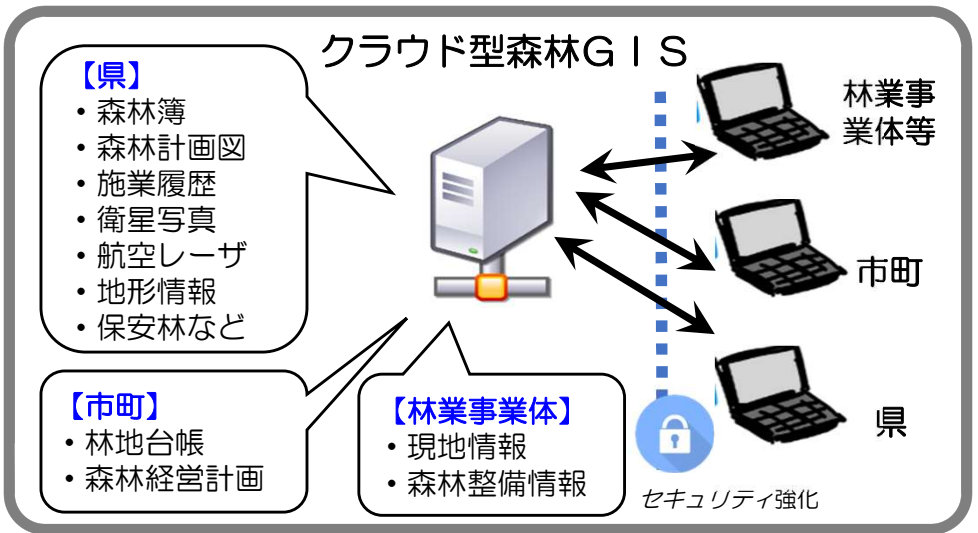 クラウド型森林GIS
【県】
・森林簿
・森林計画図
・施業履歴
・衛星写真
・航空レーザ
・地形情報
・保安林など
【市町】
・林地台帳
・森林経営計画
【林業事業体】
・現地情報
・森林整備情報
林業事
業体等
市町
県
セキュリティ強化